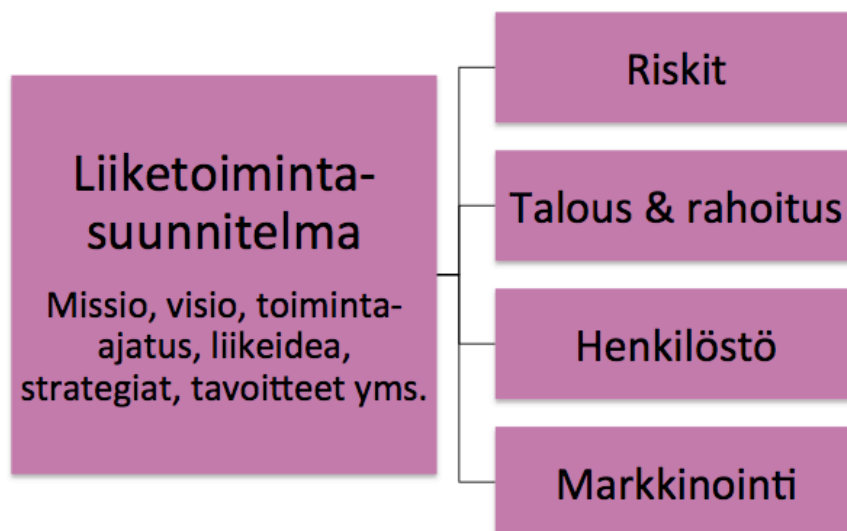 Liiketoiminta-
suunnitelma
Missio, visio, toiminta-
ajatus, liikeidea,
strategiat, tavoitteet yms.
Riskit
Talous & rahoitus
Henkilöstö
Markkinointi